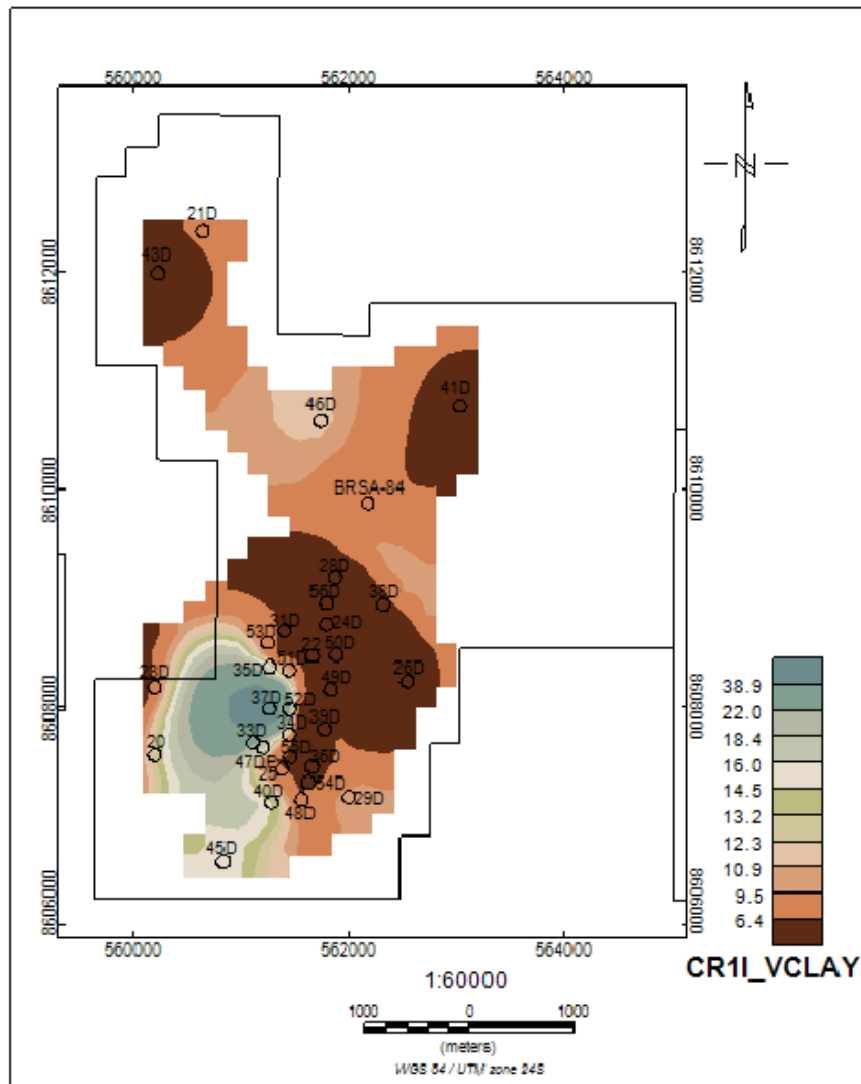 560000 562000 564000
21D
43D
8612000 8612000
41D
46D
BRSA-84
8610000 8610000
28D
56D 38D
31D 24D
53D
22 50D
51D
35D 26D
23D 49D
8608000 8608000
37D 52D
39D
34D
33D
20 55D
47D 36D
25
54D
40D 29D
48D
45D
8606000 8606000
560000 562000 564000
38.9
22.0
18.4
16.0
14.5
13.2
12.3
10.9
9.5
6.4
CR1I_VCLAY
1:60000
1000 0 1000
(meters)
WGS 84 / UTM zone 24S